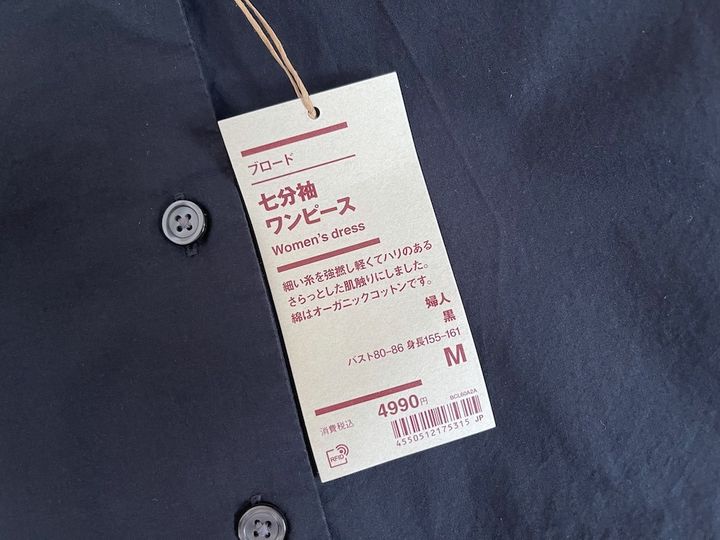 ブロード
七分袖
ワンピース
Women's dress
細い糸を強撚し軽くてハリのある
さらっとした肌触りにしました。
綿はオーガニックコットンです。
婦人
黒
バスト80-86 身長155-161
M
消費税込 4990円
BCL60A2A
4550512175315 JP
RFID